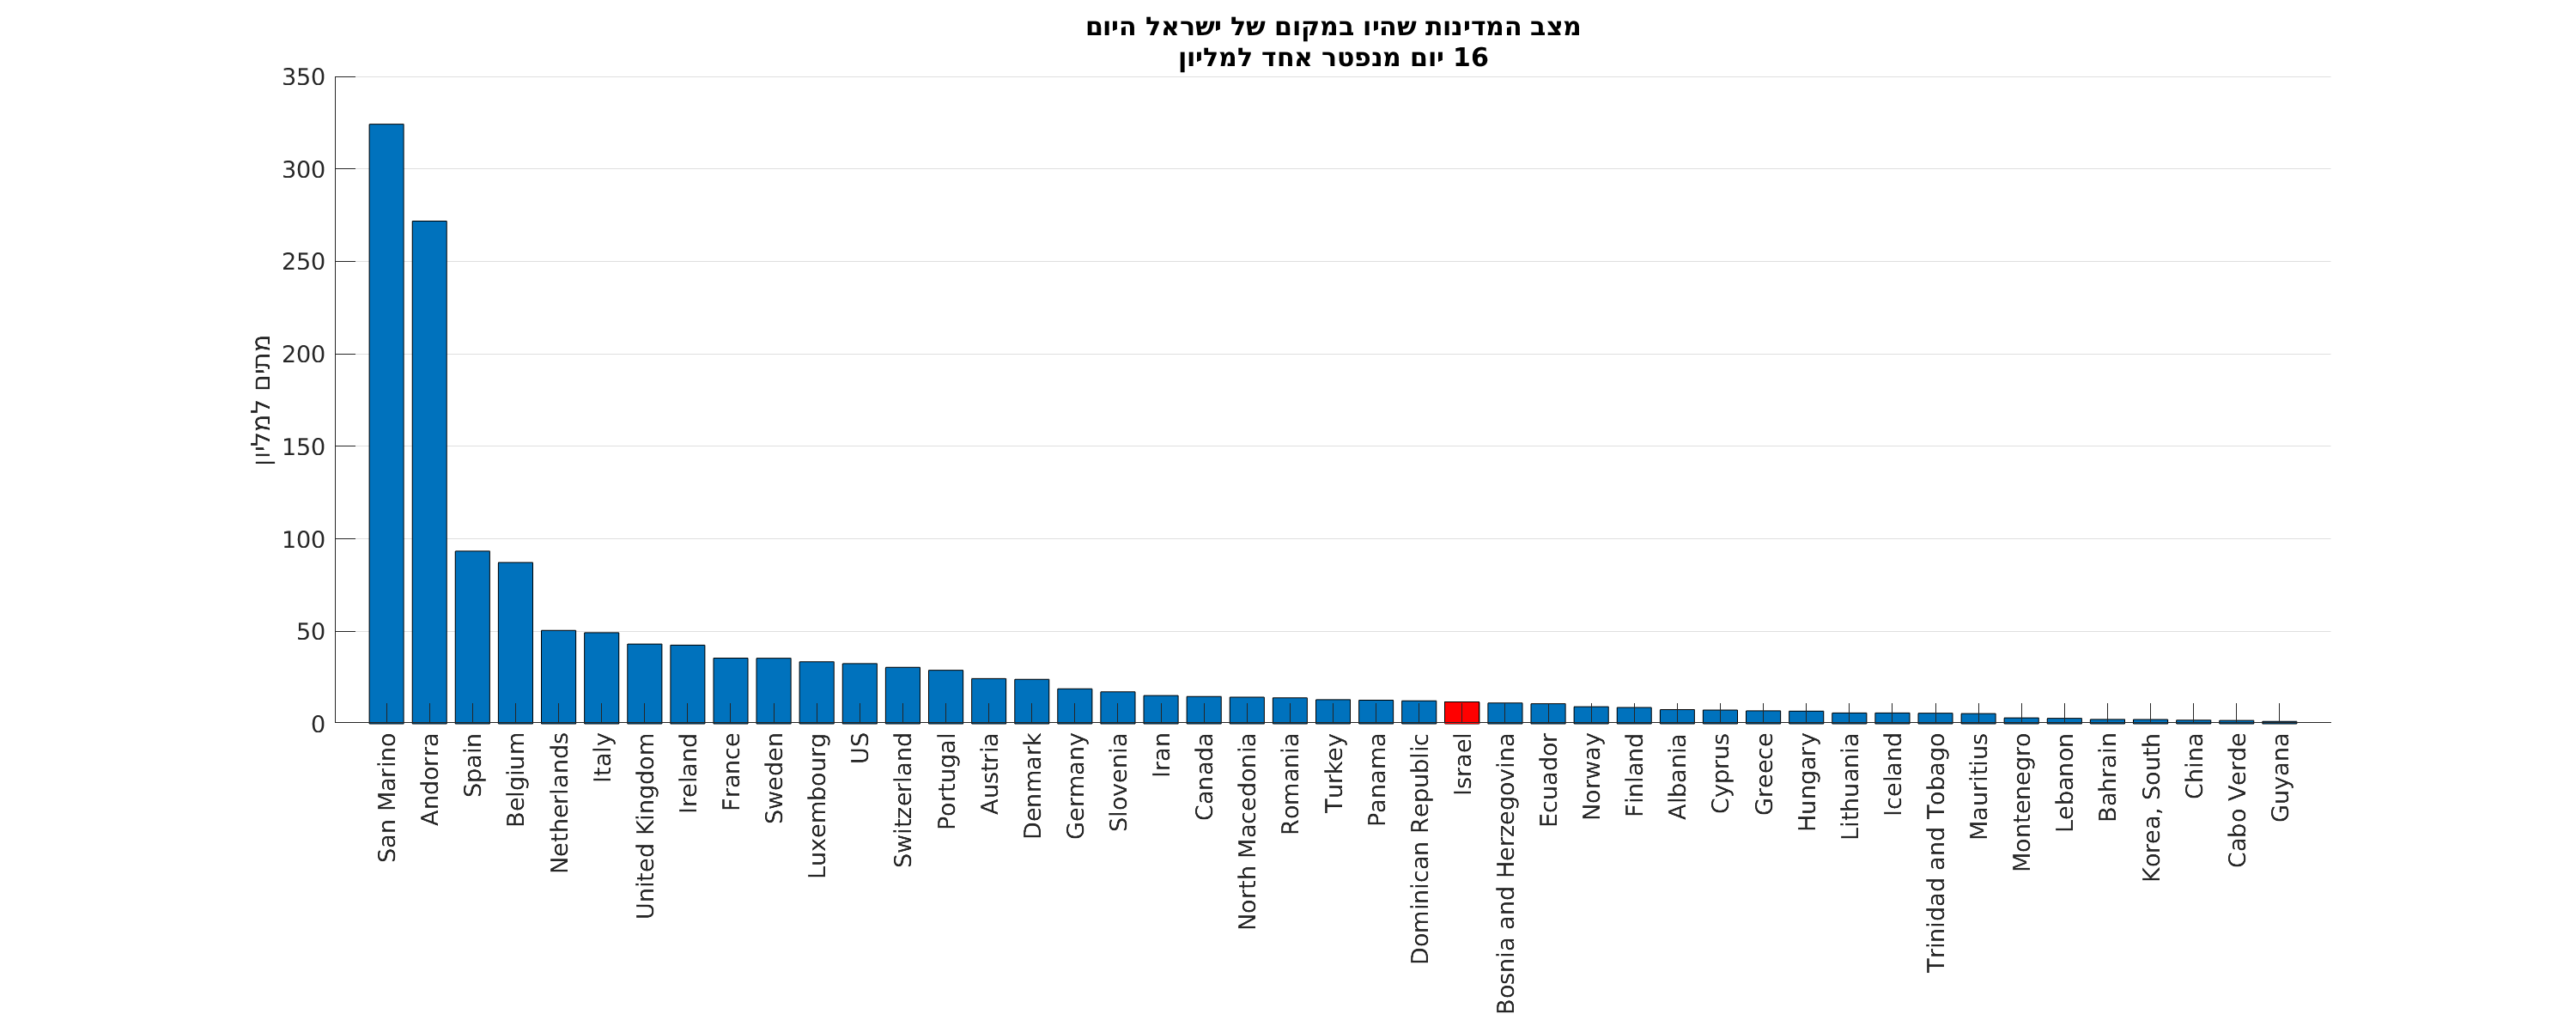 מצב המדינות שהיו במקום של ישראל היום
16 יום מנפטר אחד למליון
מתים למליון
350
300
250
200
150
100
50
0
San Marino
Andorra
Spain
Belgium
Netherlands
Italy
United Kingdom
Ireland
France
Sweden
Luxembourg
US
Switzerland
Portugal
Austria
Denmark
Germany
Slovenia
Iran
Canada
North Macedonia
Romania
Turkey
Panama
Dominican Republic
Israel
Bosnia and Herzegovina
Ecuador
Norway
Finland
Albania
Cyprus
Greece
Hungary
Lithuania
Iceland
Trinidad and Tobago
Mauritius
Montenegro
Lebanon
Bahrain
Korea, South
China
Cabo Verde
Guyana